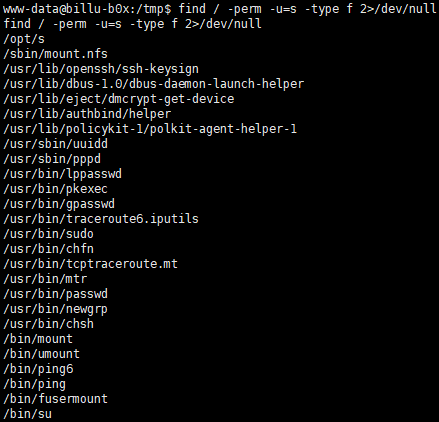 www-data@billu-b0x:/tmp$ find / -perm -u=s -type f 2>/dev/null
find / -perm -u=s -type f 2>/dev/null
/opt/s
/sbin/mount.nfs
/usr/lib/openssh/ssh-keysign
/usr/lib/dbus-1.0/dbus-daemon-launch-helper
/usr/lib/eject/dmcrypt-get-device
/usr/lib/authbind/helper
/usr/lib/policykit-1/polkit-agent-helper-1
/usr/sbin/uuidd
/usr/sbin/pppd
/usr/bin/lppasswd
/usr/bin/pkexec
/usr/bin/gpasswd
/usr/bin/traceroute6.iputils
/usr/bin/sudo
/usr/bin/chfn
/usr/bin/tcptraceroute.mt
/usr/bin/mtr
/usr/bin/passwd
/usr/bin/newgrp
/usr/bin/chsh
/bin/mount
/bin/umount
/bin/ping6
/bin/ping
/bin/fusermount
/bin/su